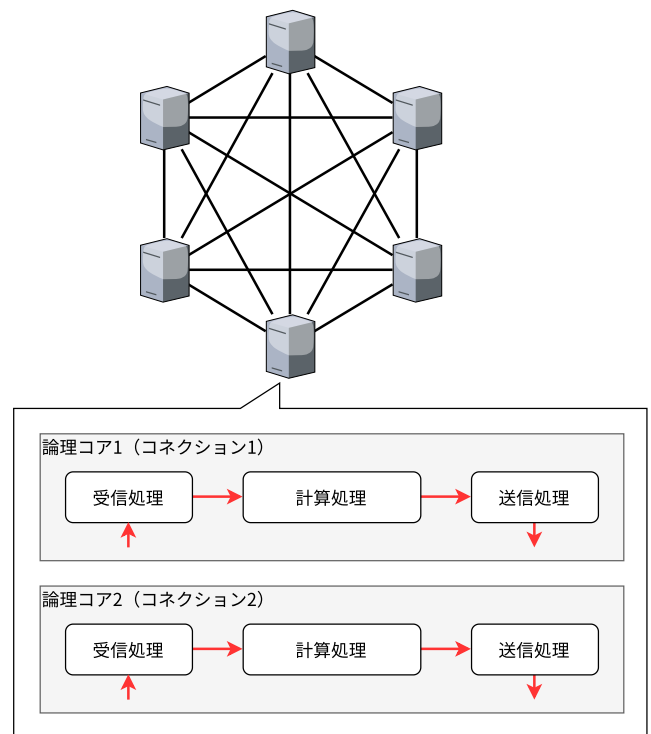 論理コア1（コネクション1）
受信処理
計算処理
送信処理
論理コア2（コネクション2）
受信処理
計算処理
送信処理